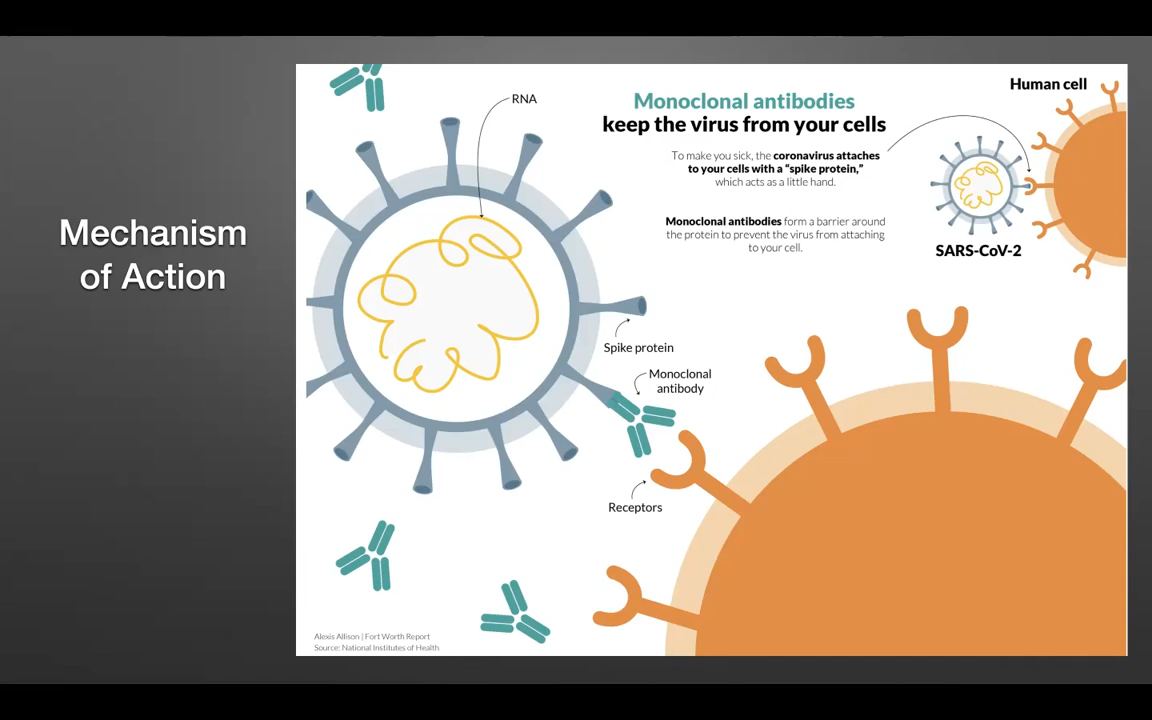 Mechanism
of Action
RNA
Monoclonal antibodies
keep the virus from your cells
To make you sick, the coronavirus attaches
to your cells with a “spike protein,”
which acts as a little hand.
Monoclonal antibodies form a barrier around
the protein to prevent the virus from attaching
to your cell.
Human cell
SARS-CoV-2
Spike protein
Monoclonal
antibody
Receptors
Alexis Allison | Fort Worth Report
Source: National Institutes of Health